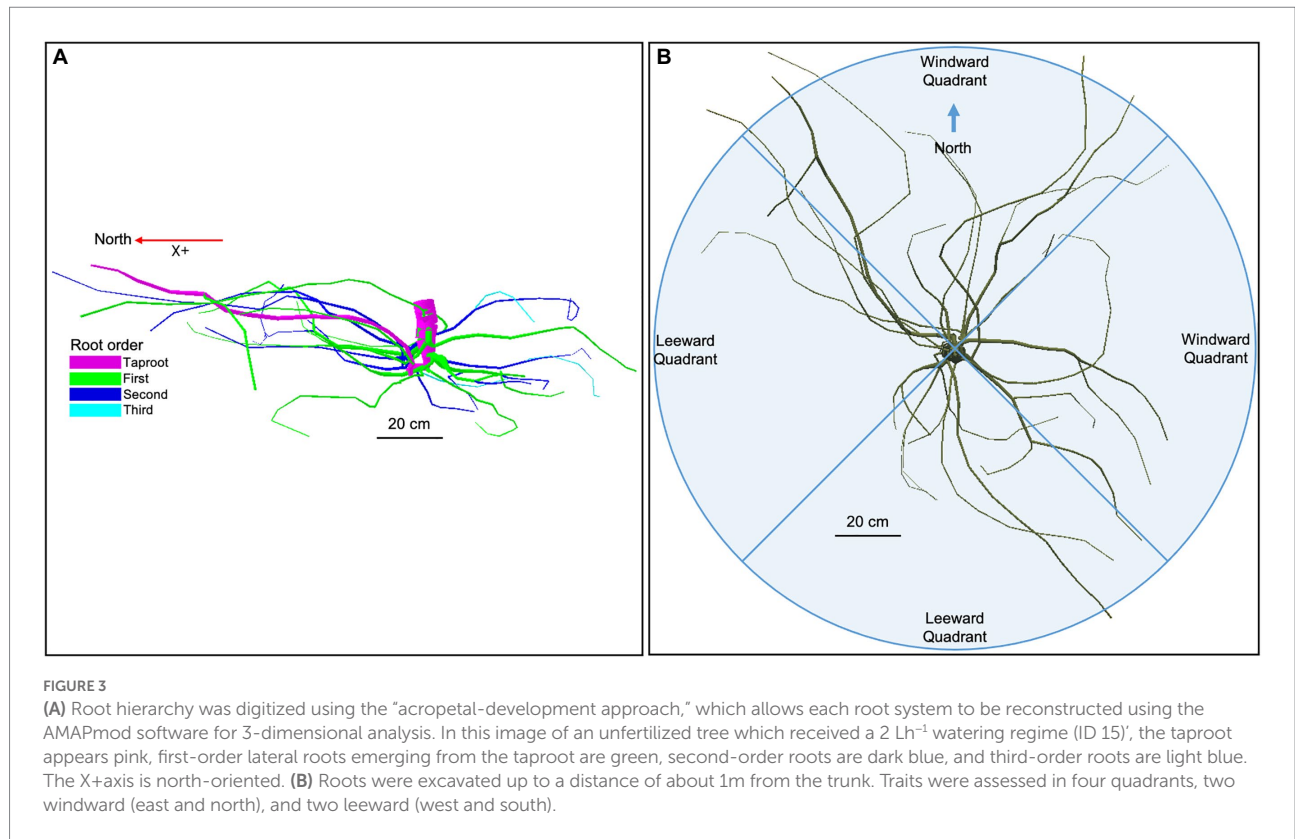 A
North
X+
Root order
Taproot
First
Second
Third
20 cm
B
Windward
Quadrant
North
Leeward
Quadrant
Windward
Quadrant
20 cm
Leeward
Quadrant
FIGURE 3
(A) Root hierarchy was digitized using the "acropetal-development approach," which allows each root system to be reconstructed using the
AMAPmod software for 3-dimensional analysis. In this image of an unfertilized tree which received a 2 Lh⁻¹ watering regime (ID 15)’, the taproot
appears pink, first-order lateral roots emerging from the taproot are green, second-order roots are dark blue, and third-order roots are light blue.
The X+axis is north-oriented. (B) Roots were excavated up to a distance of about 1m from the trunk. Traits were assessed in four quadrants, two
windward (east and north), and two leeward (west and south).